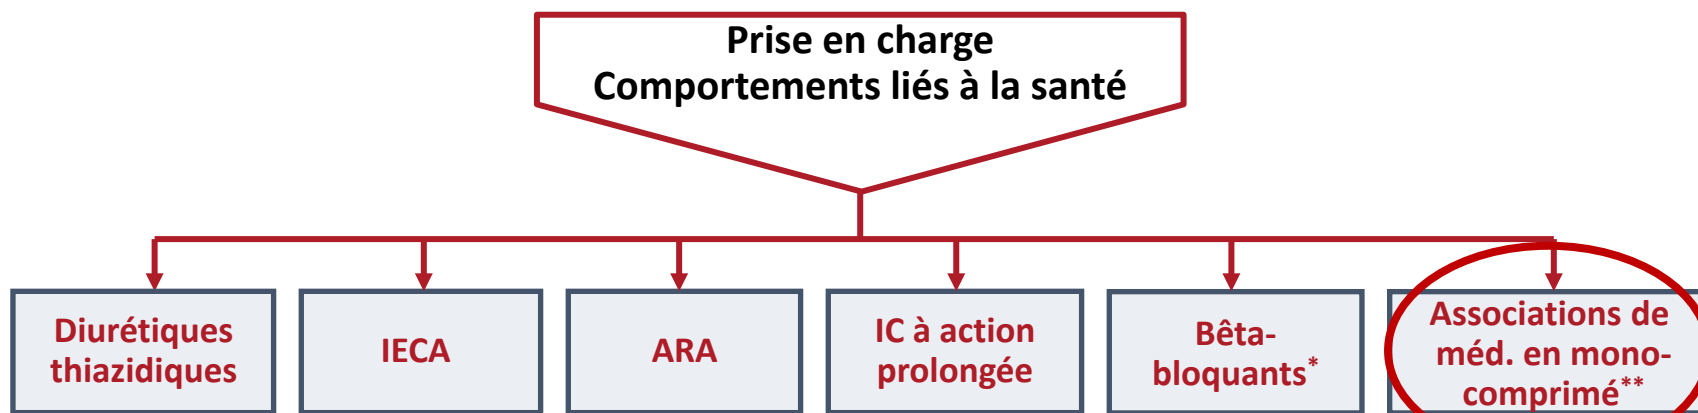 Prise en charge
Comportements liés à la santé
Diurétiques
thiazidiques
IECA
ARA
IC à action
prolongée
Bêta-
bloquants*
Associations de
méd. en mono-
comprimé**